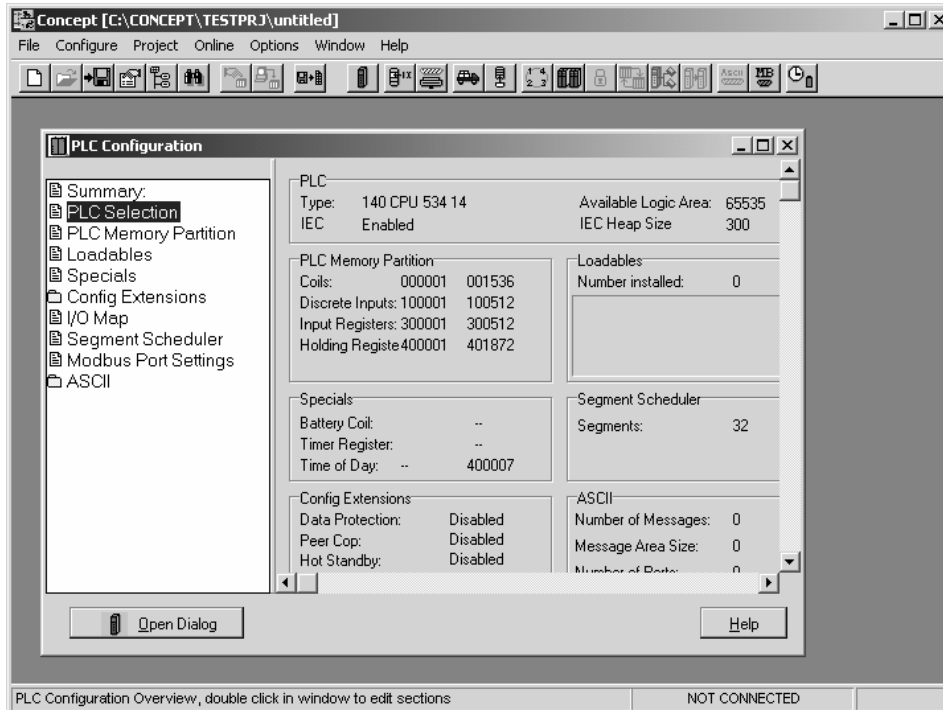 Concept [C:\CONCEPT\TESTPRJ\untitled]
File Configure Project Online Options Window Help
PLC Configuration
Summary:
PLC Selection
PLC Memory Partition
Loadables
Specials
Config Extensions
I/O Map
Segment Scheduler
Modbus Port Settings
ASCII
PLC
Type: 140 CPU 534 14 Available Logic Area: 65535
IEC Enabled IEC Heap Size 300
PLC Memory Partition
Coils: 000001 001536
Discrete Inputs: 100001 100512
Input Registers: 300001 300512
Holding Registe 400001 401872
Loadables
Number installed: 0
Specials
Battery Coil: --
Timer Register: --
Time of Day: -- 400007
Segment Scheduler
Segments: 32
Config Extensions
Data Protection: Disabled
Peer Cop: Disabled
Hot Standby: Disabled
ASCII
Number of Messages: 0
Message Area Size: 0
Number of Ports: 0
Open Dialog
Help
PLC Configuration Overview, double click in window to edit sections NOT CONNECTED